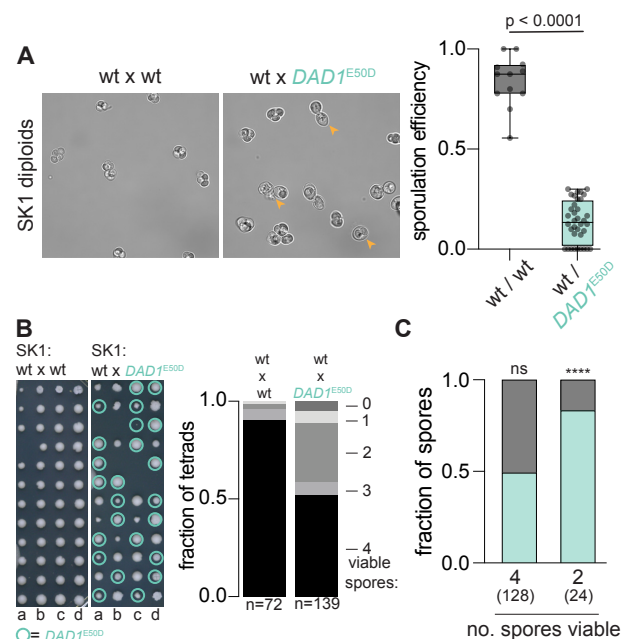 A
wt x wt
wt x DAD1E50D
SK1 diploids
p < 0.0001
sporulation efficiency
1.0
0.5
0.0
wt / wt
wt /
DAD1E50D
B
SK1:
wt x wt
SK1:
wt x DAD1E50D
a b c d
a b c d
= DAD1E50D
wt
x
wt
wt
x
DAD1E50D
fraction of tetrads
1.0
0.5
0.0
0
1
2
3
4
viable
spores:
n=72
n=139
C
ns
****
fraction of spores
1.0
0.5
0.0
4
(128)
2
(24)
no. spores viable